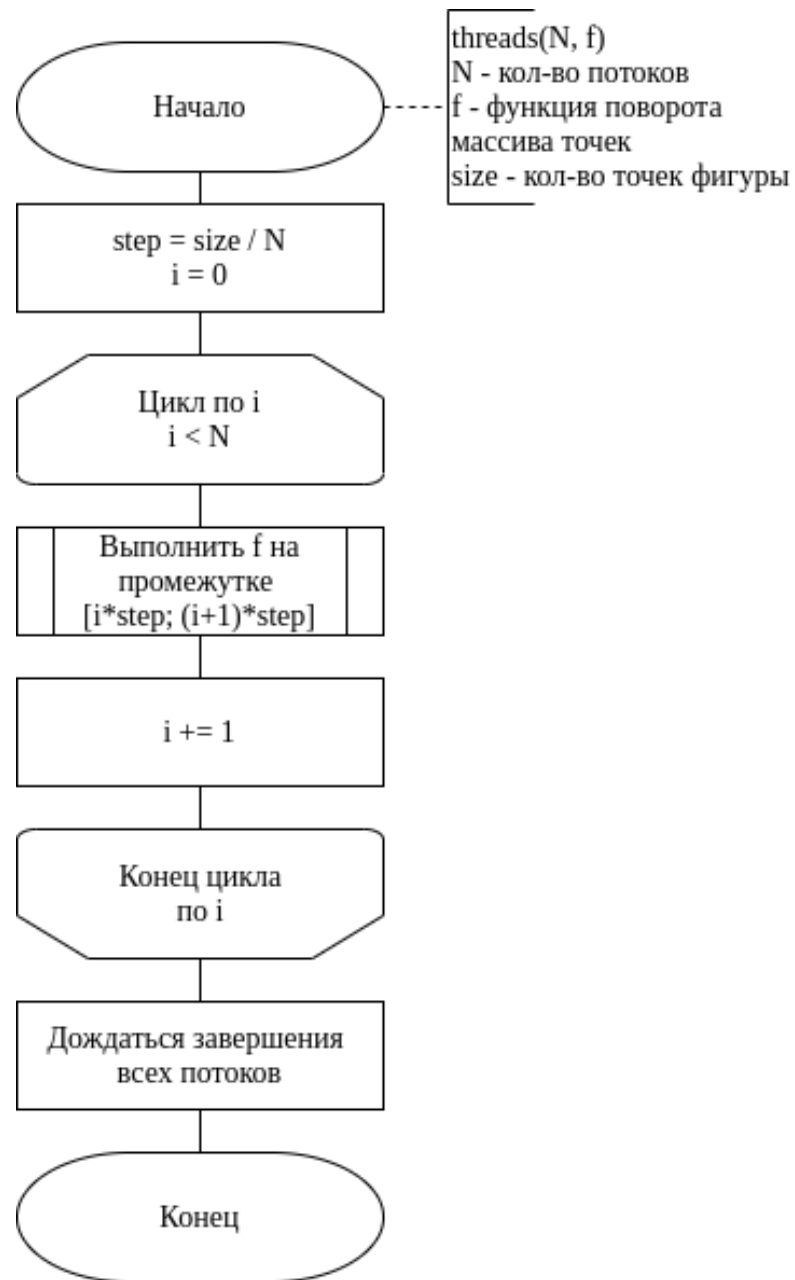 Начало
threads(N, f)
N - кол-во потоков
f - функция поворота
массива точек
size - кол-во точек фигуры
step = size / N
i = 0
Цикл по i
i < N
Выполнить f на
промежутке
[i*step; (i+1)*step]
i += 1
Конец цикла
по i
Дождаться завершения
всех потоков
Конец